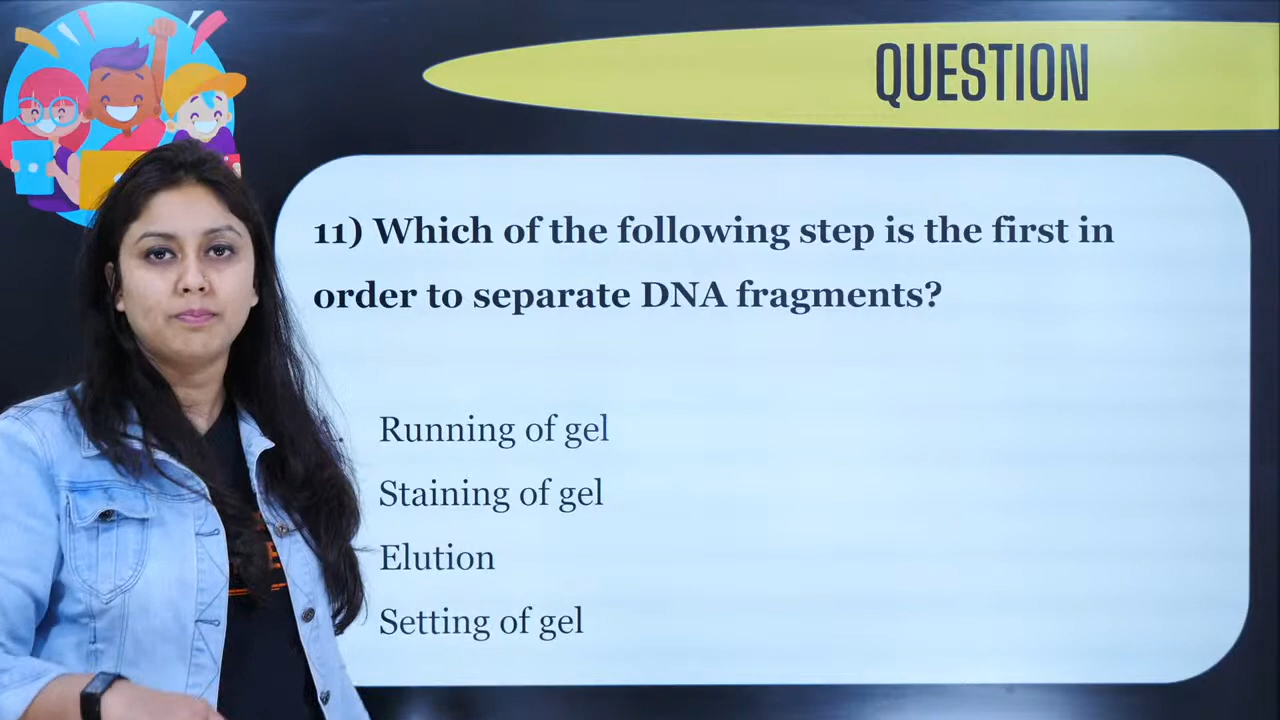 QUESTION
11) Which of the following step is the first in
order to separate DNA fragments?
Running of gel
Staining of gel
Elution
Setting of gel